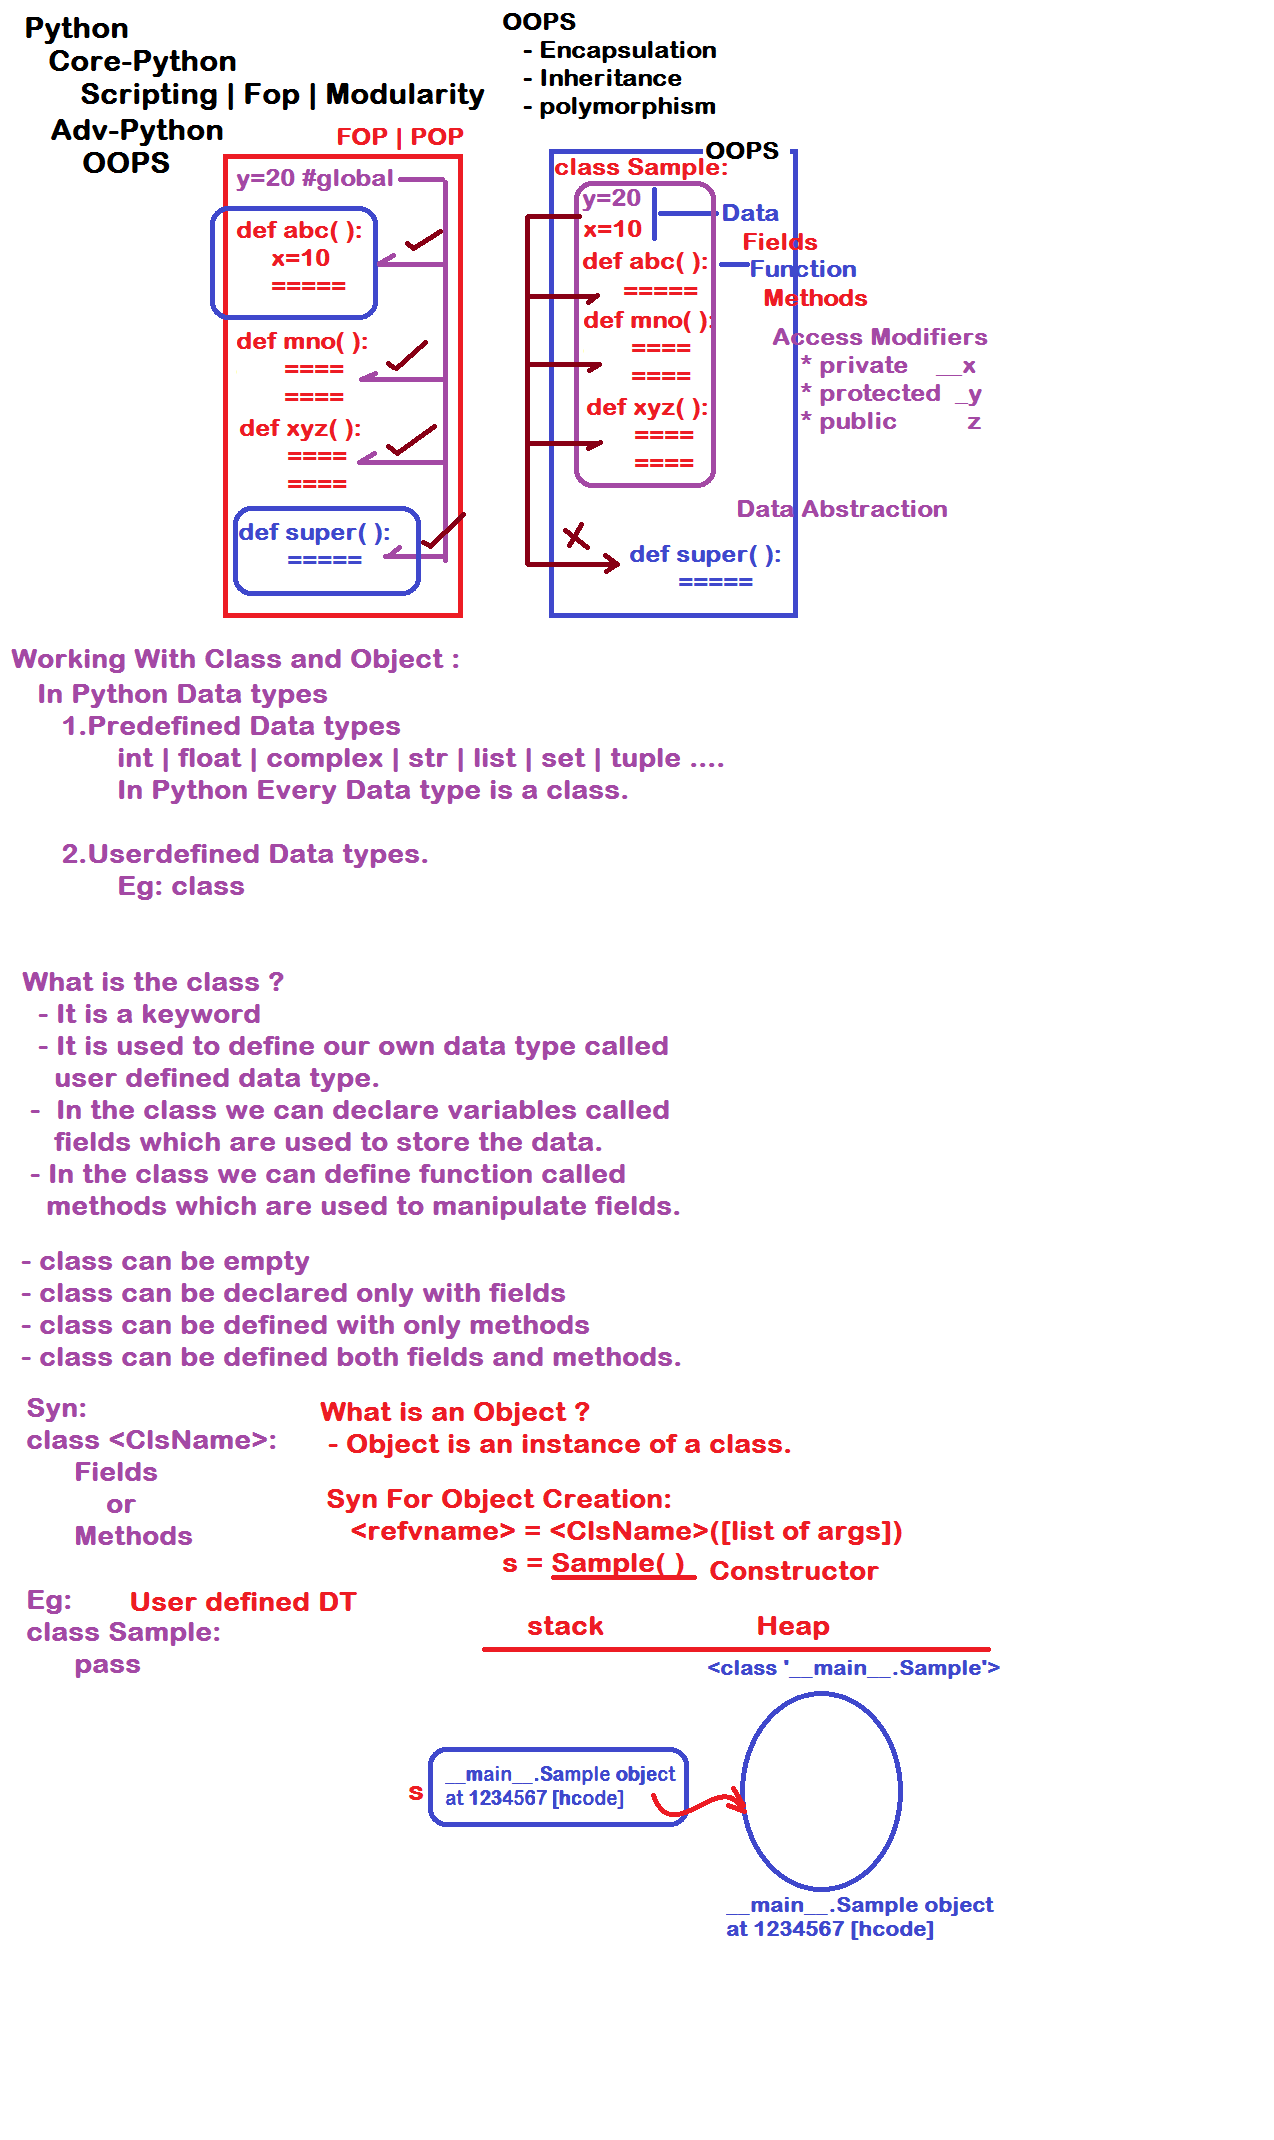 Python
Core-Python
Scripting | Fop | Modularity
Adv-Python
OOPS
OOPS
- Encapsulation
- Inheritance
- polymorphism
FOP | POP
y=20 #global
def abc( ):
x=10
=====
def mno( ):
====
====
def xyz( ):
====
====
def super( ):
=====
OOPS
class Sample:
y=20
x=10
Data
Fields
def abc( ):
Function
=====
Methods
def mno( ):
====
====
def xyz( ):
====
====
Access Modifiers
* private __x
* protected _y
* public z
Data Abstraction
def super( ):
=====
Working With Class and Object :
In Python Data types
1.Predefined Data types
int | float | complex | str | list | set | tuple ....
In Python Every Data type is a class.
2.Userdefined Data types.
Eg: class
What is the class ?
- It is a keyword
- It is used to define our own data type called
user defined data type.
- In the class we can declare variables called
fields which are used to store the data.
- In the class we can define function called
methods which are used to manipulate fields.
- class can be empty
- class can be declared only with fields
- class can be defined with only methods
- class can be defined both fields and methods.
Syn:
class <ClsName>:
Fields
or
Methods
What is an Object ?
- Object is an instance of a class.
Syn For Object Creation:
<refvname> = <ClsName>([list of args])
s = Sample( ) Constructor
Eg: User defined DT
class Sample:
pass
stack Heap
<class '__main__.Sample'>
s
__main__.Sample object
at 1234567 [hcode]
__main__.Sample object
at 1234567 [hcode]